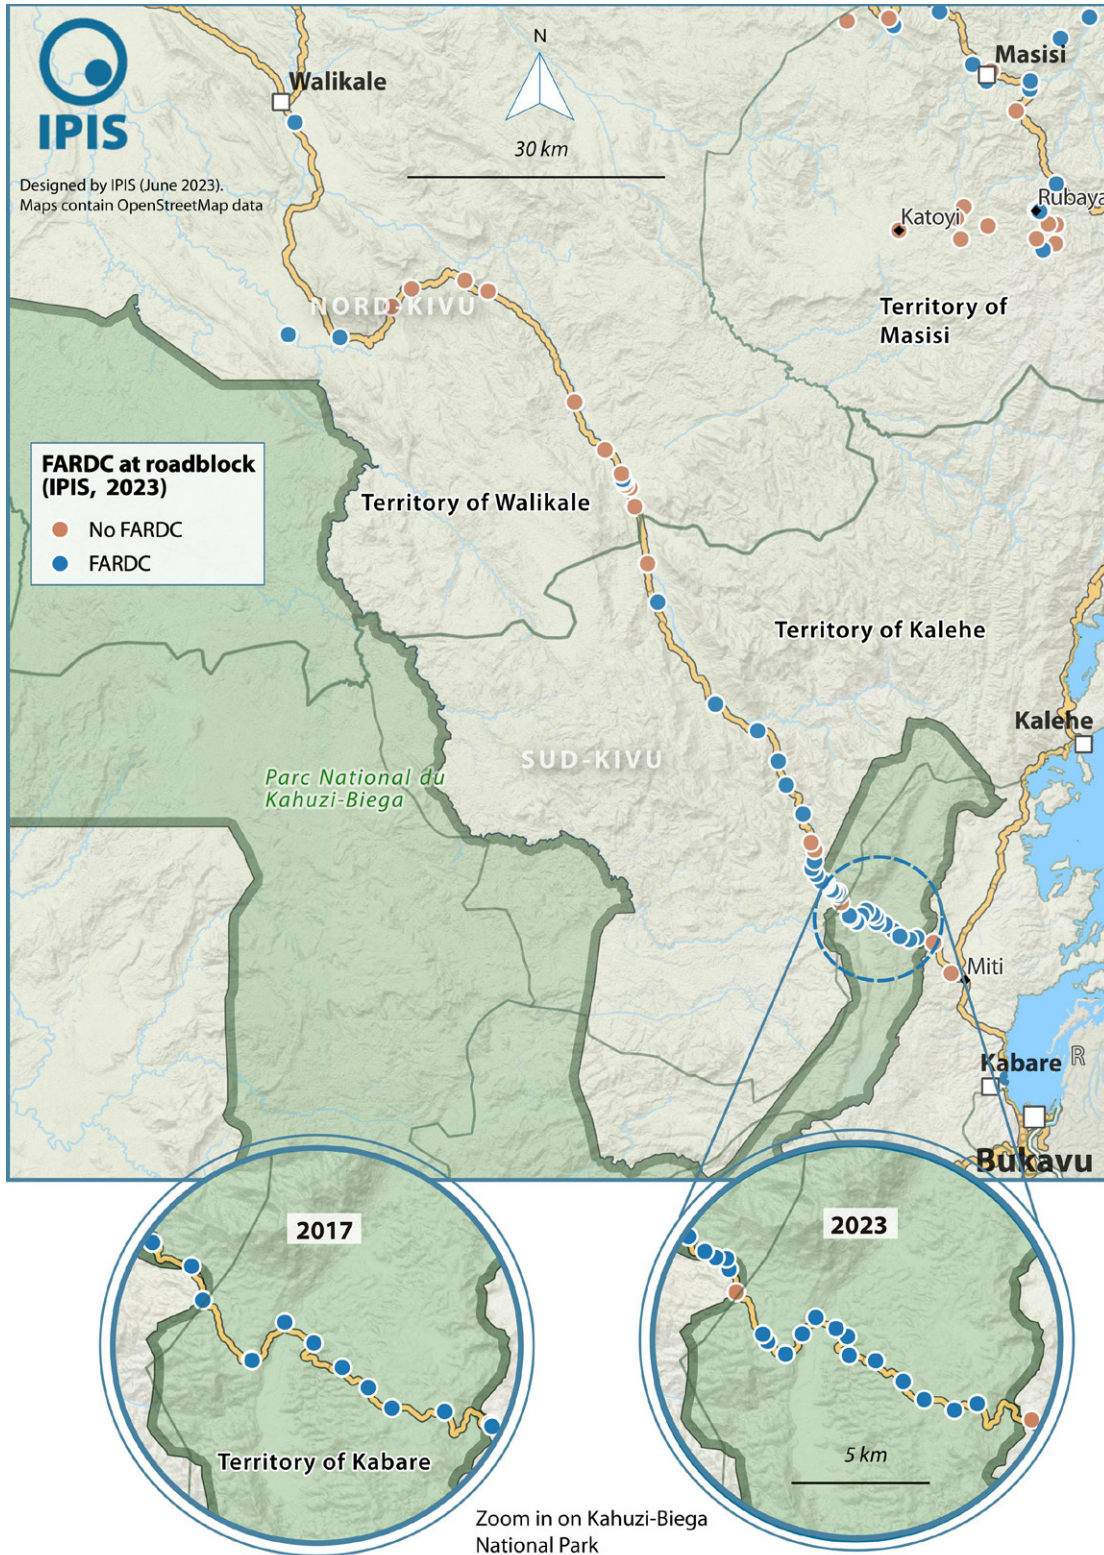 IPIS
Designed by IPIS (June 2023).
Maps contain OpenStreetMap data
N
30 km
Walikale
Masisi
Rubaya
Katoyi
NORD-KIVU
Territory of
Masisi
FARDC at roadblock
(IPIS, 2023)
No FARDC
FARDC
Territory of Walikale
Territory of Kalehe
Kalehe
SUD-KIVU
Parc National du
Kahuzi-Biega
Miti
Kabare
R
Bukavu
2017
2023
Territory of Kabare
5 km
Zoom in on Kahuzi-Biega
National Park